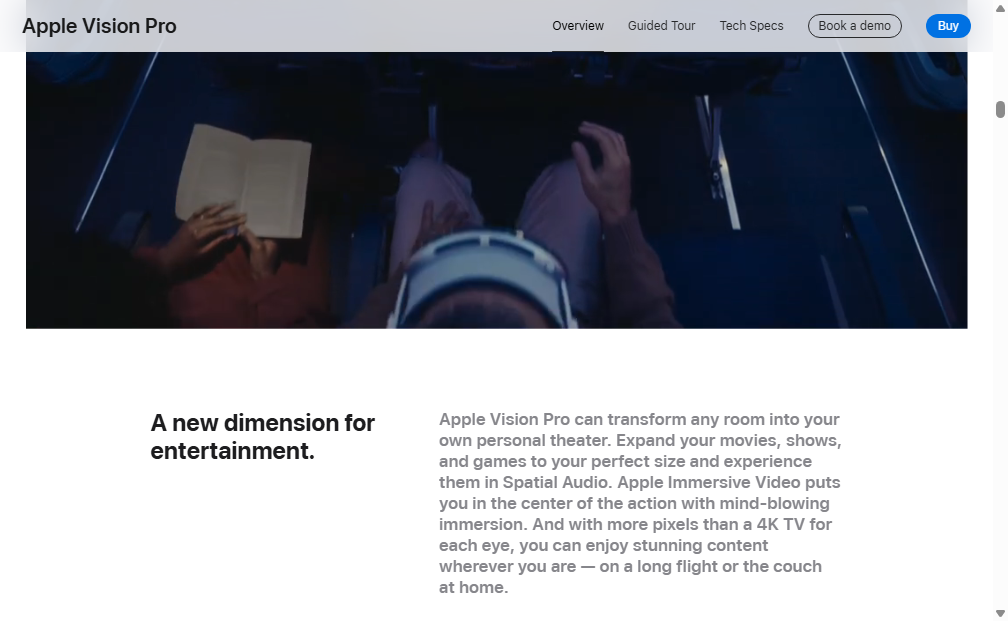 Apple Vision Pro
Overview
Guided Tour
Tech Specs
Book a demo
Buy
A new dimension for
entertainment.
Apple Vision Pro can transform any room into your
own personal theater. Expand your movies, shows,
and games to your perfect size and experience
them in Spatial Audio. Apple Immersive Video puts
you in the center of the action with mind-blowing
immersion. And with more pixels than a 4K TV for
each eye, you can enjoy stunning content
wherever you are — on a long flight or the couch
at home.